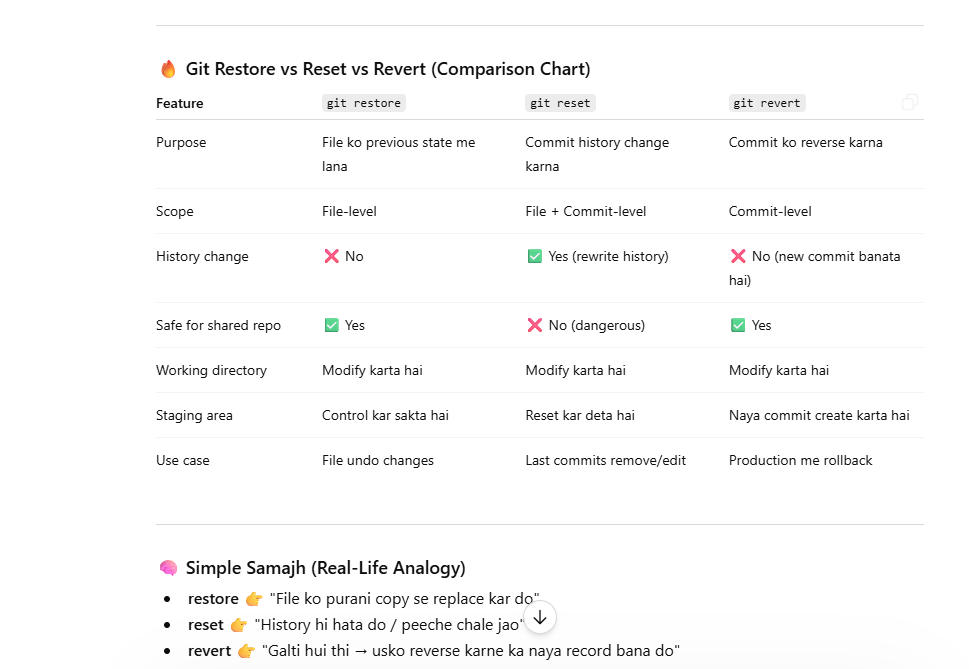 🔥 Git Restore vs Reset vs Revert (Comparison Chart)
Feature git restore git reset git revert
Purpose File ko previous state me lana Commit history change karna Commit ko reverse karna
Scope File-level File + Commit-level Commit-level
History change ❌ No ✅ Yes (rewrite history) ❌ No (new commit banata hai)
Safe for shared repo ✅ Yes ❌ No (dangerous) ✅ Yes
Working directory Modify karta hai Modify karta hai Modify karta hai
Staging area Control kar sakta hai Reset kar deta hai Naya commit create karta hai
Use case File undo changes Last commits remove/edit Production me rollback
🧠 Simple Samajh (Real-Life Analogy)
• restore 👉 "File ko purani copy se replace kar do"
• reset 👉 "History hi hata do / peeche chale jao"
• revert 👉 "Galti hui thi → usko reverse karne ka naya record bana do"